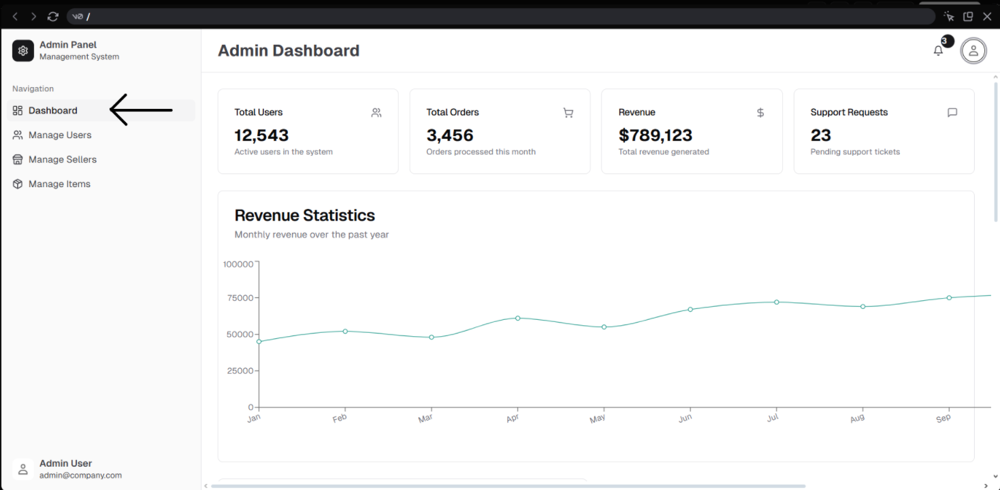 v0 /
Admin Panel
Management System
Navigation
Dashboard
Manage Users
Manage Sellers
Manage Items
Admin User
admin@company.com
Admin Dashboard
3
Total Users
12,543
Active users in the system
Total Orders
3,456
Orders processed this month
Revenue
$
$789,123
Total revenue generated
Support Requests
23
Pending support tickets
Revenue Statistics
Monthly revenue over the past year
100000
75000
50000
25000
0
Jan Feb Mar Apr May Jun Jul Aug Sep